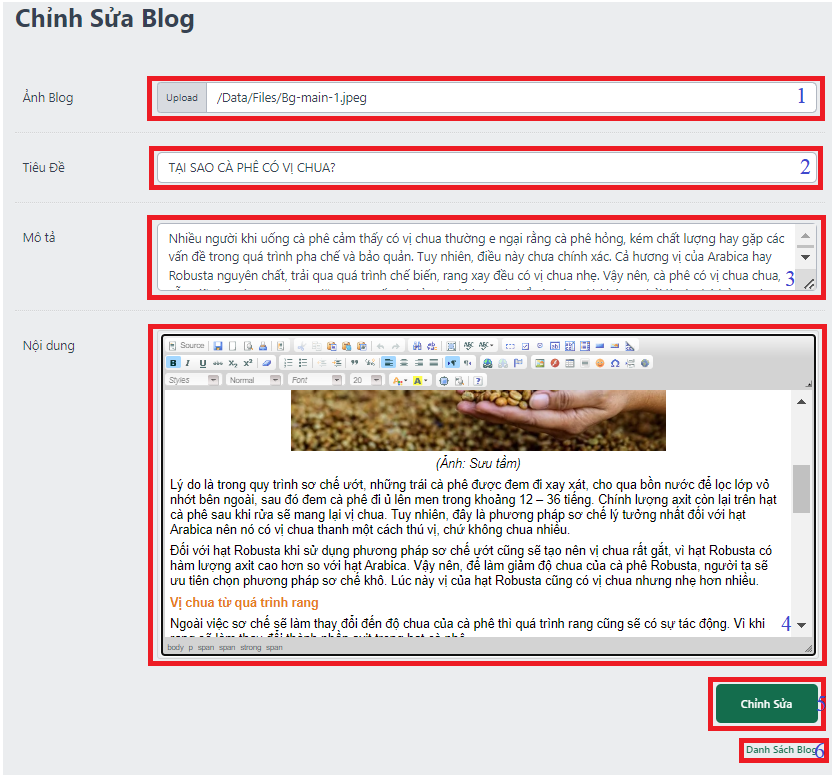 Chỉnh Sửa Blog
Ảnh Blog
Upload
/Data/Files/Bg-main-1.jpeg
1
Tiêu Đề
TẠI SAO CÀ PHÊ CÓ VỊ CHUA?
2
Mô tả
Nhiều người khi uống cà phê cảm thấy có vị chua thường e ngại rằng cà phê hỏng, kém chất lượng hay gặp các
vấn đề trong quá trình pha chế và bảo quản. Tuy nhiên, điều này chưa chính xác. Cả hương vị của Arabica hay
Robusta nguyên chất, trải qua quá trình chế biến, rang xay đều có vị chua nhẹ. Vậy nên, cà phê có vị chua chua,
3
Nội dung
Source
Styles Normal Font 20
(Ảnh: Sưu tầm)
Lý do là trong quy trình sơ chế ướt, những trái cà phê được đem đi xay xát, cho qua bồn nước để lọc lớp vỏ
nhớt bên ngoài, sau đó đem cà phê đi ủ lên men trong khoảng 12 – 36 tiếng. Chính lượng axit còn lại trên hạt
cà phê sau khi rửa sẽ mang lại vị chua. Tuy nhiên, đây là phương pháp sơ chế lý tưởng nhất đối với hạt
Arabica nên nó có vị chua thanh một cách thú vị, chứ không chua nhiều.
Đối với hạt Robusta khi sử dụng phương pháp sơ chế ướt cũng sẽ tạo nên vị chua rất gắt, vì hạt Robusta có
hàm lượng axit cao hơn so với hạt Arabica. Vậy nên, để làm giảm độ chua của cà phê Robusta, người ta sẽ
ưu tiên chọn phương pháp sơ chế khô. Lúc này vị của hạt Robusta cũng có vị chua nhưng nhẹ hơn nhiều.
Vị chua từ quá trình rang
Ngoài việc sơ chế sẽ làm thay đổi đến độ chua của cà phê thì quá trình rang cũng sẽ có sự tác động. Vì khi
rang sẽ làm thay đổi thành phần axit trong hạt cà phê
4
body p span span strong span
Chỉnh Sửa
5
Danh Sách Blog
6